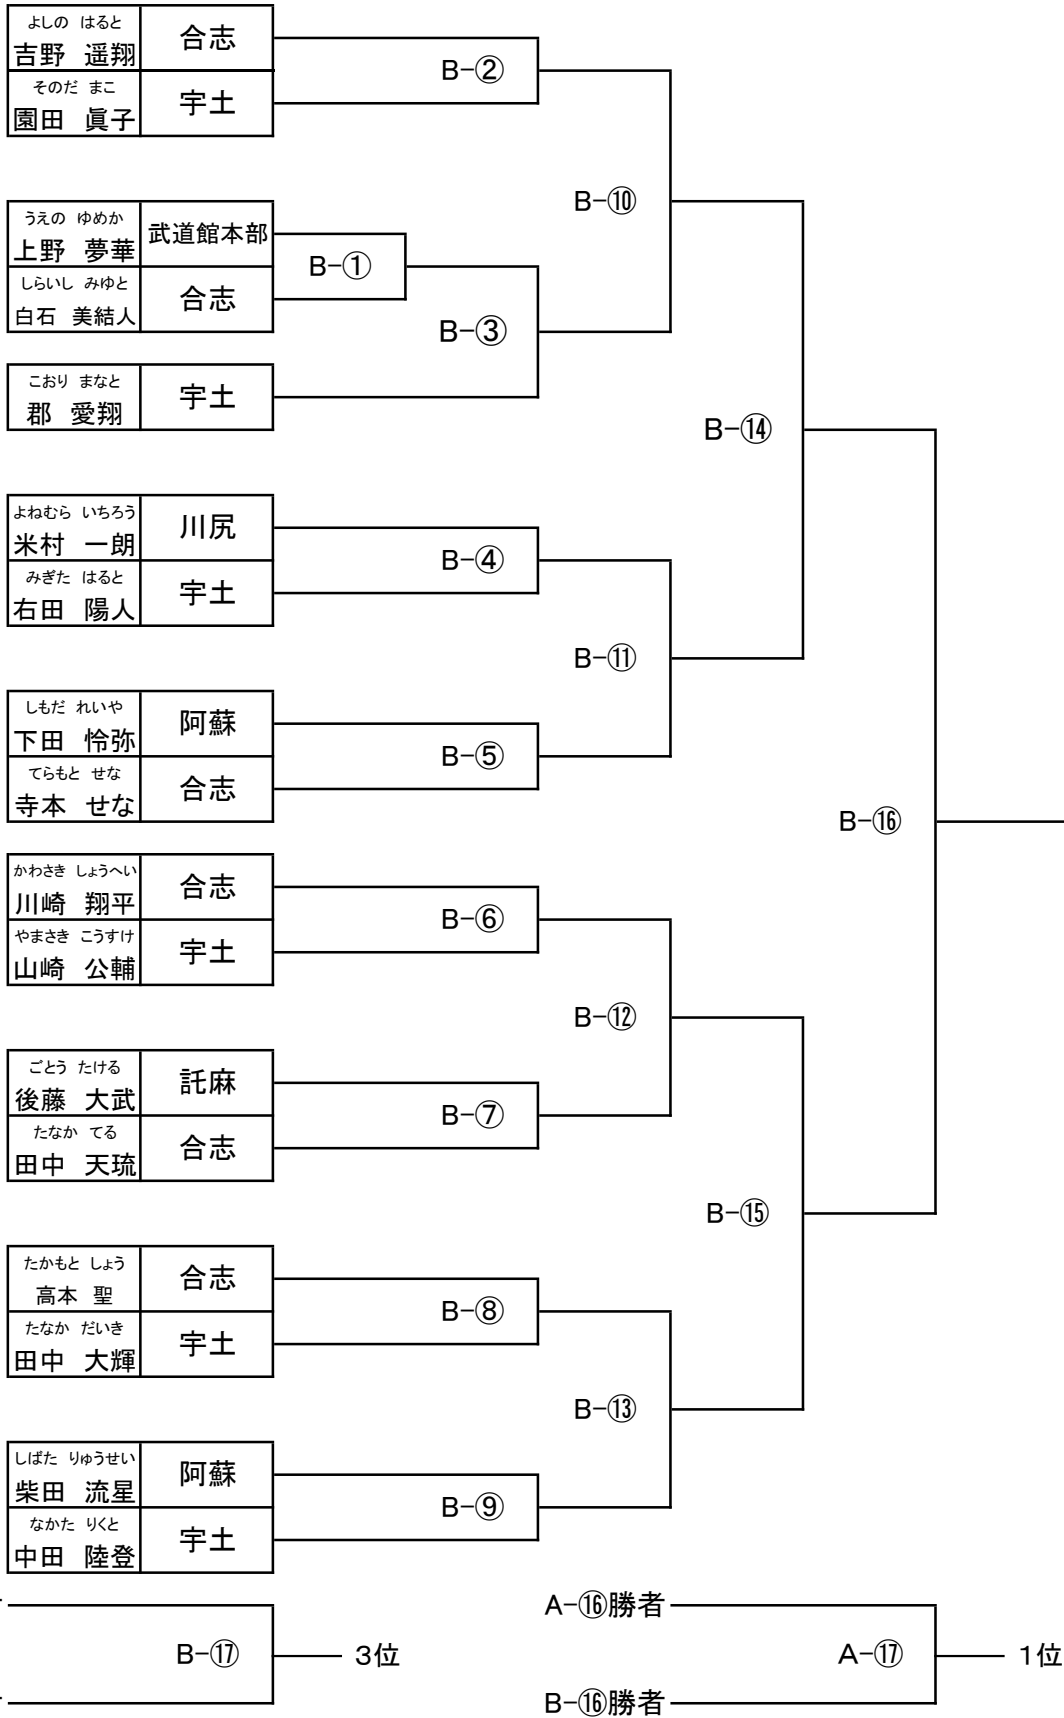 よしの はると
吉野 遥翔 合志
B-②
そのだ まこ
園田 眞子 宇土
B-⑩
うえの ゆめか
上野 夢華 武道館本部
B-①
しらいし みゆと
白石 美結人 合志
B-③
こおり まなと
郡 愛翔 宇土
B-⑭
よねむら いちろう
米村 一朗 川尻
B-④
みぎた はると
右田 陽人 宇土
B-⑪
しもだ れいや
下田 怜弥 阿蘇
B-⑤
てらもと せな
寺本 せな 合志
B-⑯
かわさき しょうへい
川崎 翔平 合志
B-⑥
やまさき こうすけ
山崎 公輔 宇土
B-⑫
ごとう たける
後藤 大武 託麻
B-⑦
たなか てる
田中 天琉 合志
B-⑮
たかもと しょう
高本 聖 合志
B-⑧
たなか だいき
田中 大輝 宇土
B-⑬
しばた りゅうせい
柴田 流星 阿蘇
B-⑨
なかた りくと
中田 陸登 宇土
A-⑯勝者
B-⑰ 3位
A-⑰ 1位
B-⑯勝者